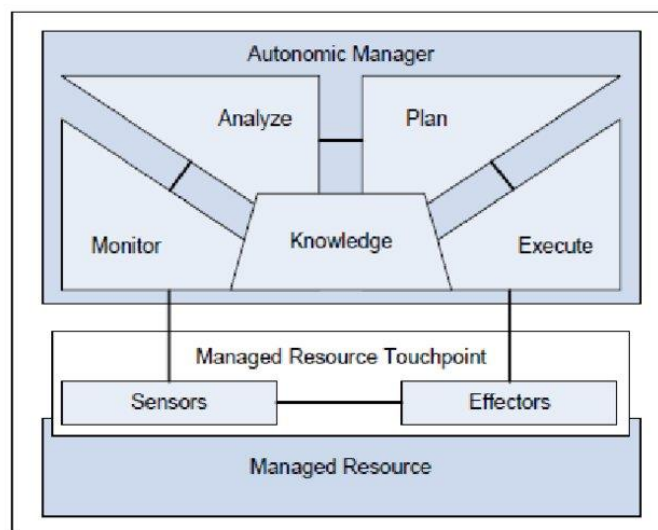 Autonomic Manager
Analyze
Plan
Monitor
Knowledge
Execute
Managed Resource Touchpoint
Sensors
Effectors
Managed Resource